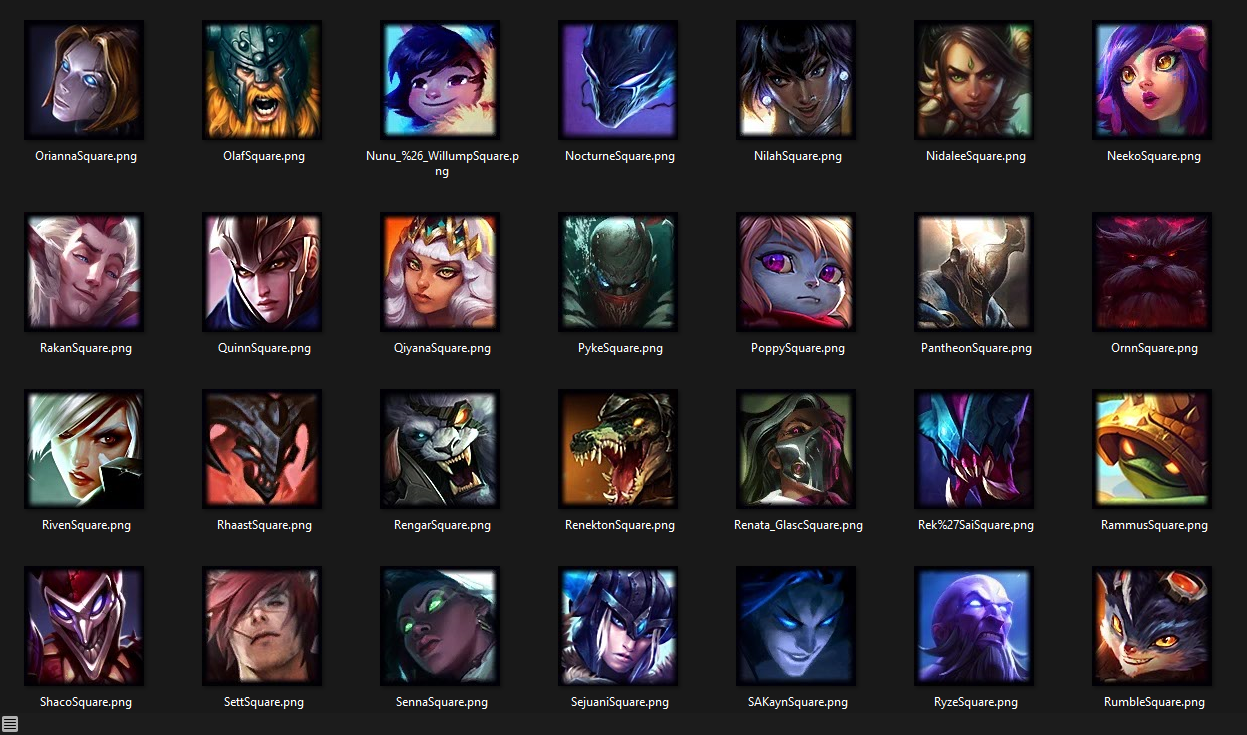 OriannaSquare.png
OlafSquare.png
Nunu_%26_WillumpSquare.p
ng
NocturneSquare.png
NilahSquare.png
NidaleeSquare.png
NeekoSquare.png
RakanSquare.png
QuinnSquare.png
QiyanaSquare.png
PykeSquare.png
PoppySquare.png
PantheonSquare.png
OrnnSquare.png
RivenSquare.png
RhaastSquare.png
RengarSquare.png
RenektonSquare.png
Renata_GlascSquare.png
Rek%27SaiSquare.png
RammusSquare.png
ShacoSquare.png
SettSquare.png
SennaSquare.png
SejuaniSquare.png
SAKaynSquare.png
RyzeSquare.png
RumbleSquare.png